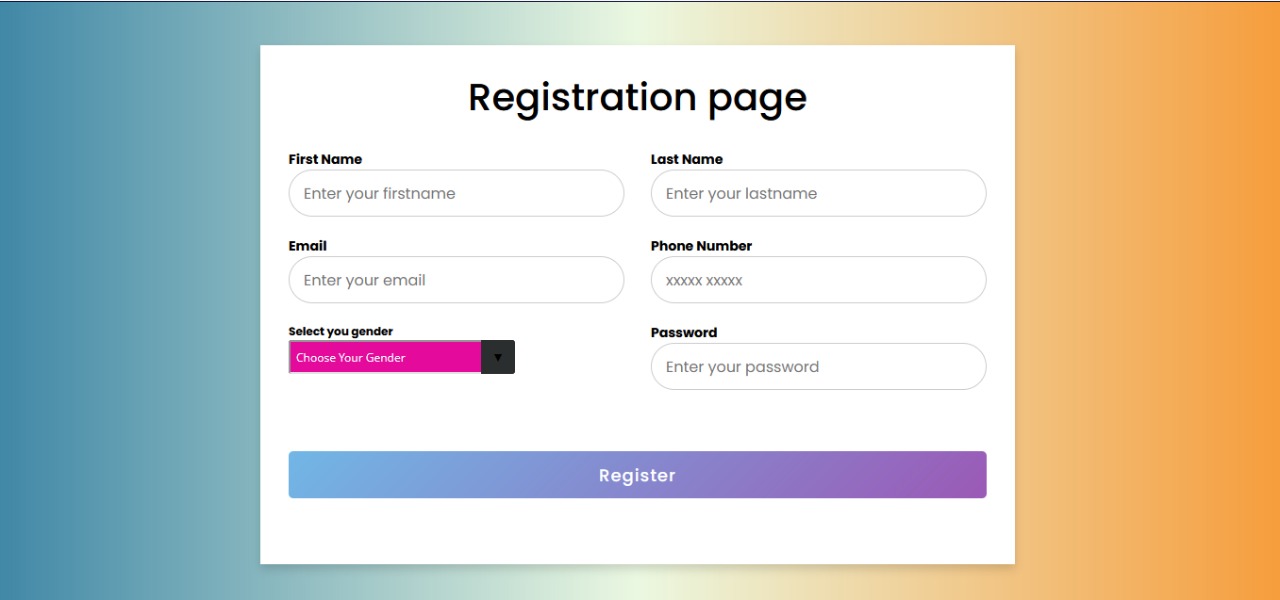 Registration page
First Name
Last Name
Enter your firstname
Enter your lastname
Email
Phone Number
Enter your email
xxxxx xxxxx
Select you gender
Password
Choose Your Gender
Enter your password
Register